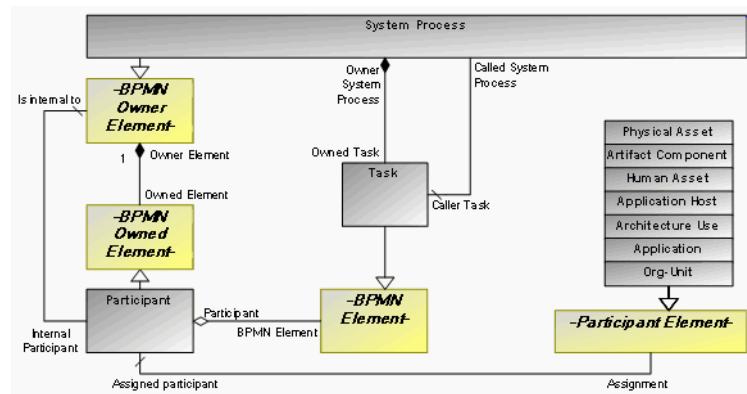 System Process
Owner
System
Process
Called System
Process
Is internal to
-BPMN
Owner
Element-
1
Owner Element
Owned Element
-BPMN
Owned
Element-
Owned Task
Task
Caller Task
Physical Asset
Artifact Component
Human Asset
Application Host
Architecture Use
Application
Org-Unit
Participant
Participant
BPMN Element
-BPMN
Element-
-Participant Element-
Internal
Participant
Assigned participant
Assignment